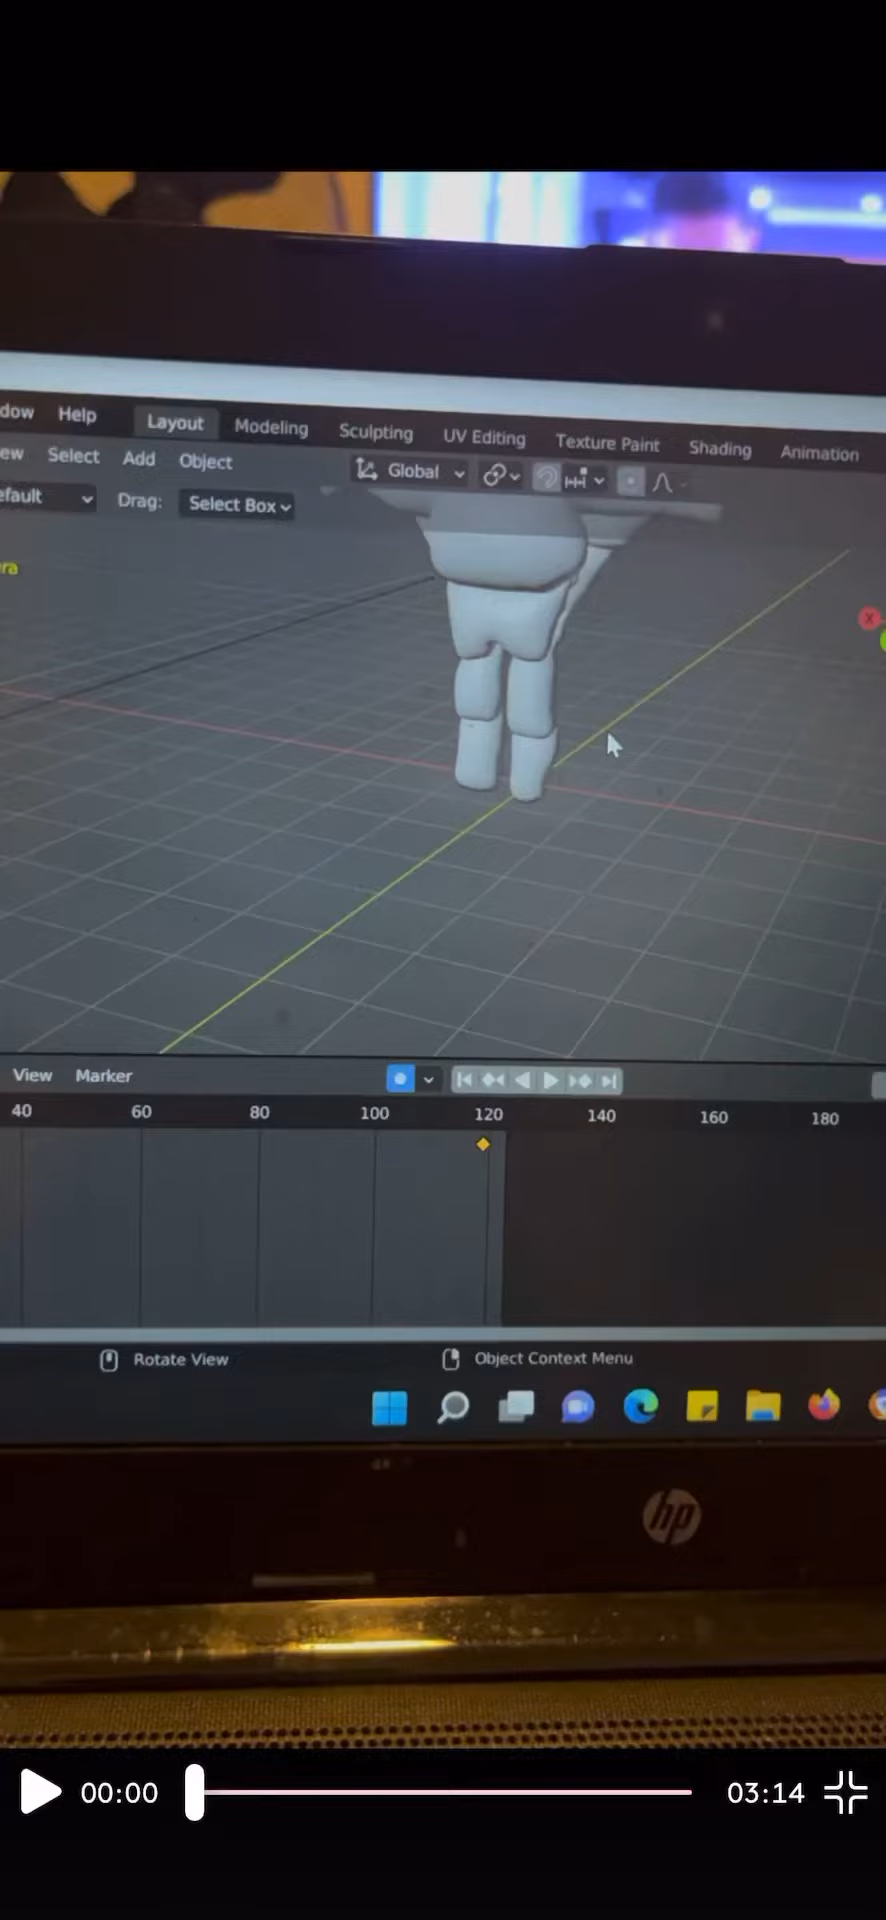 dow Help Layout Modeling Sculpting UV Editing Texture Paint Shading Animation
ew Select Add Object Global
efault Drag: Select Box
ra
X
View Marker
40 60 80 100 120 140 160 180
Rotate View Object Context Menu
hp
00:00 03:14